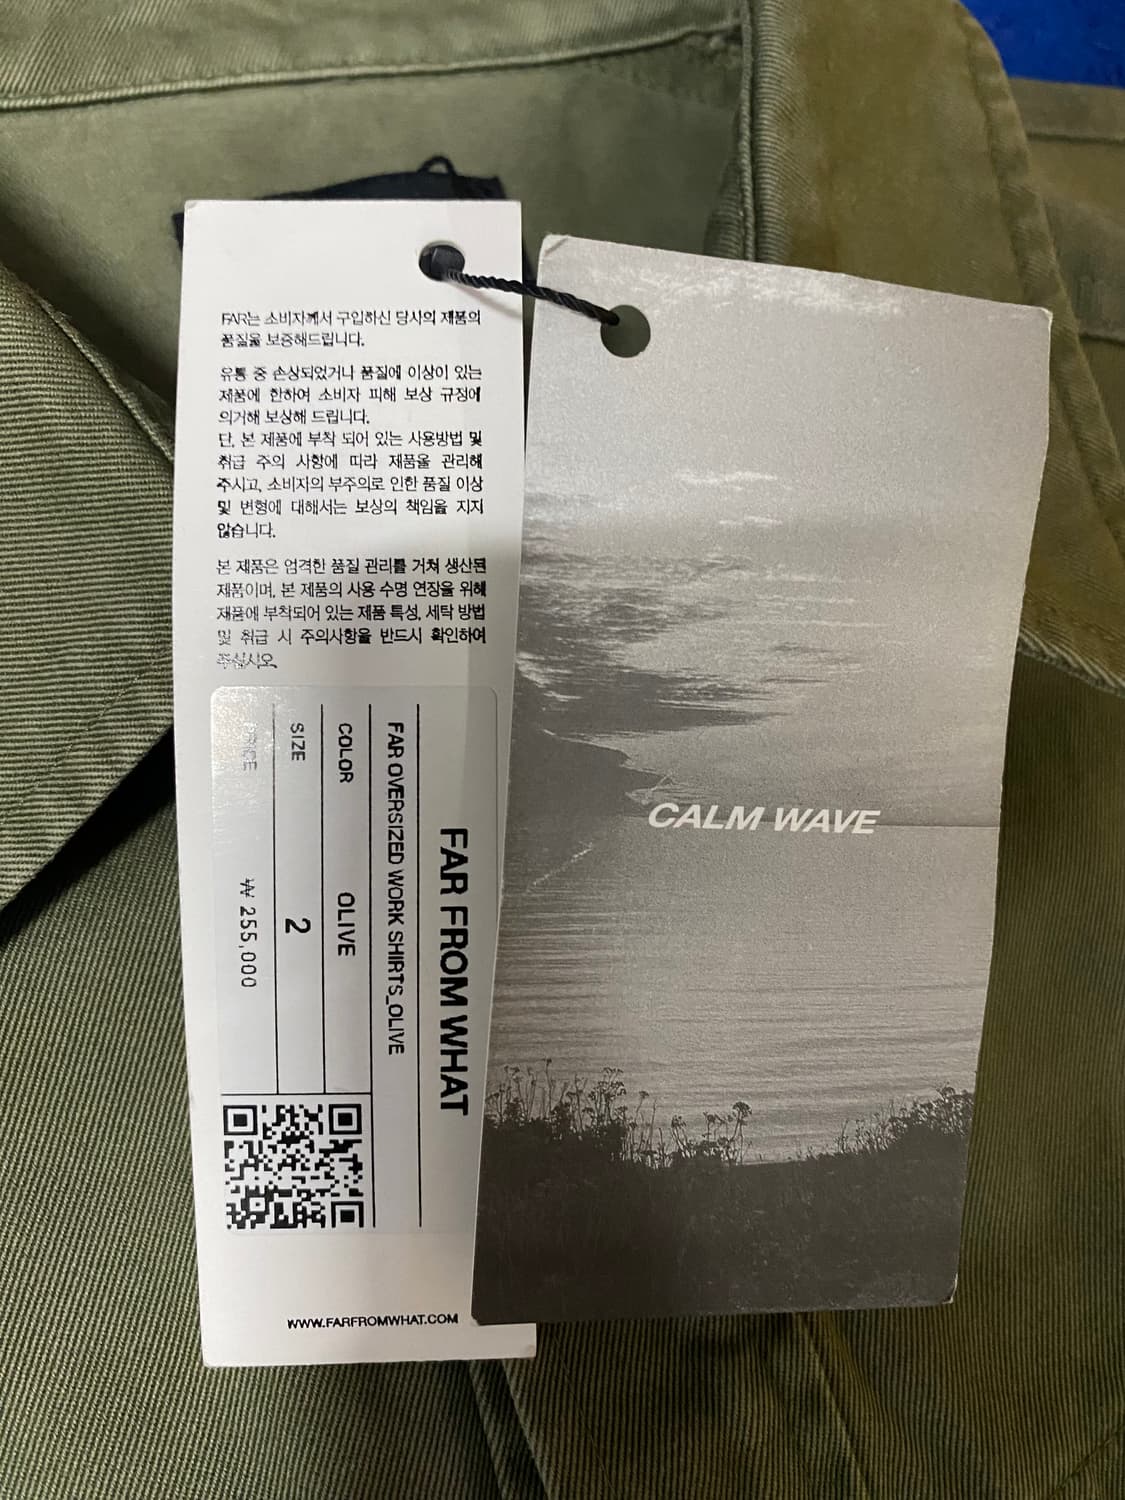 FAR는 소비자께서 구입하신 당사의 제품의
품질을 보증해드립니다.
유통 중 손상되었거나 품질에 이상이 있는
제품에 한하여 소비자 피해 보상 규정에
의거해 보상해 드립니다.
단, 본 제품에 부착 되어 있는 사용방법 및
취급 주의 사항에 따라 제품을 관리해
주시고, 소비자의 부주의로 인한 품질 이상
및 변형에 대해서는 보상의 책임을 지지
않습니다.
본 제품은 엄격한 품질 관리를 거쳐 생산된
제품이며, 본 제품의 사용 수명 연장을 위해
제품에 부착되어 있는 제품 특성, 세탁 방법
및 취급 시 주의사항을 반드시 확인하여
주십시오.
FAR FROM WHAT
FAR OVERSIZED WORK SHIRTS_OLIVE
COLOR OLIVE
SIZE 2
PRICE ₩ 255,000
WWW.FARFROMWHAT.COM
CALM WAVE